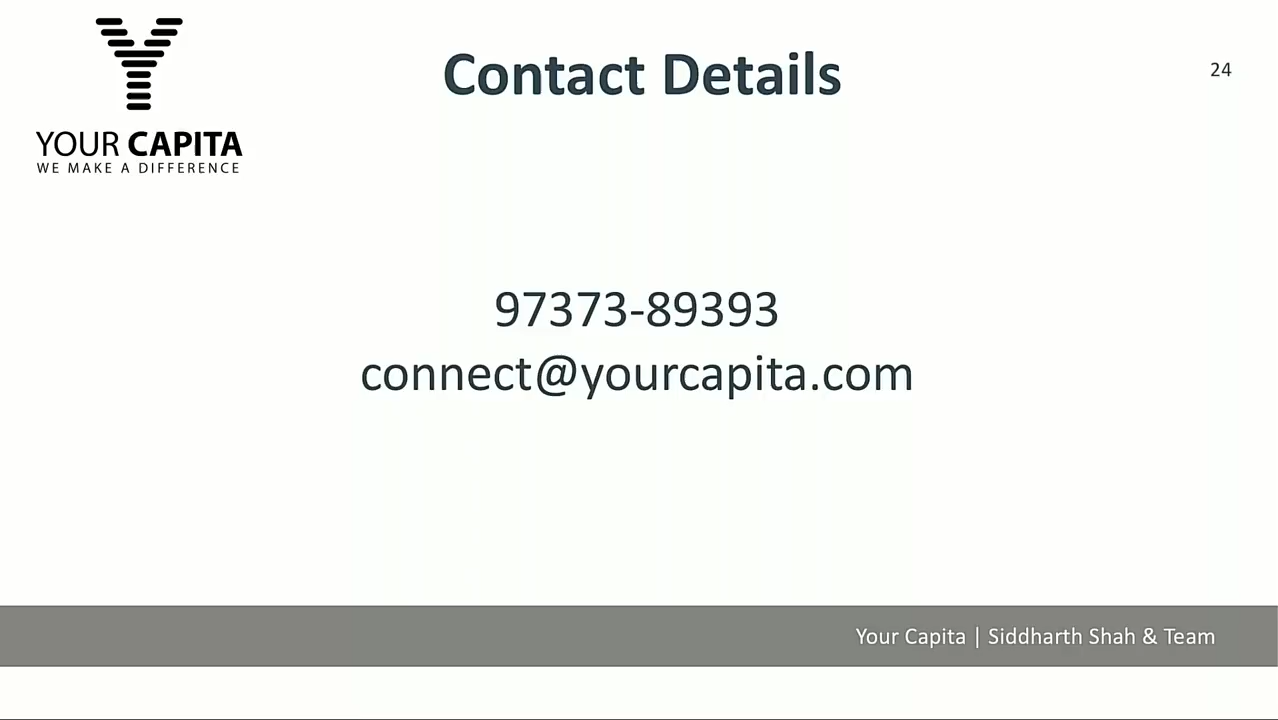 YOUR CAPITA
WE MAKE A DIFFERENCE
Contact Details
24
97373-89393
connect@yourcapita.com
Your Capita | Siddharth Shah & Team